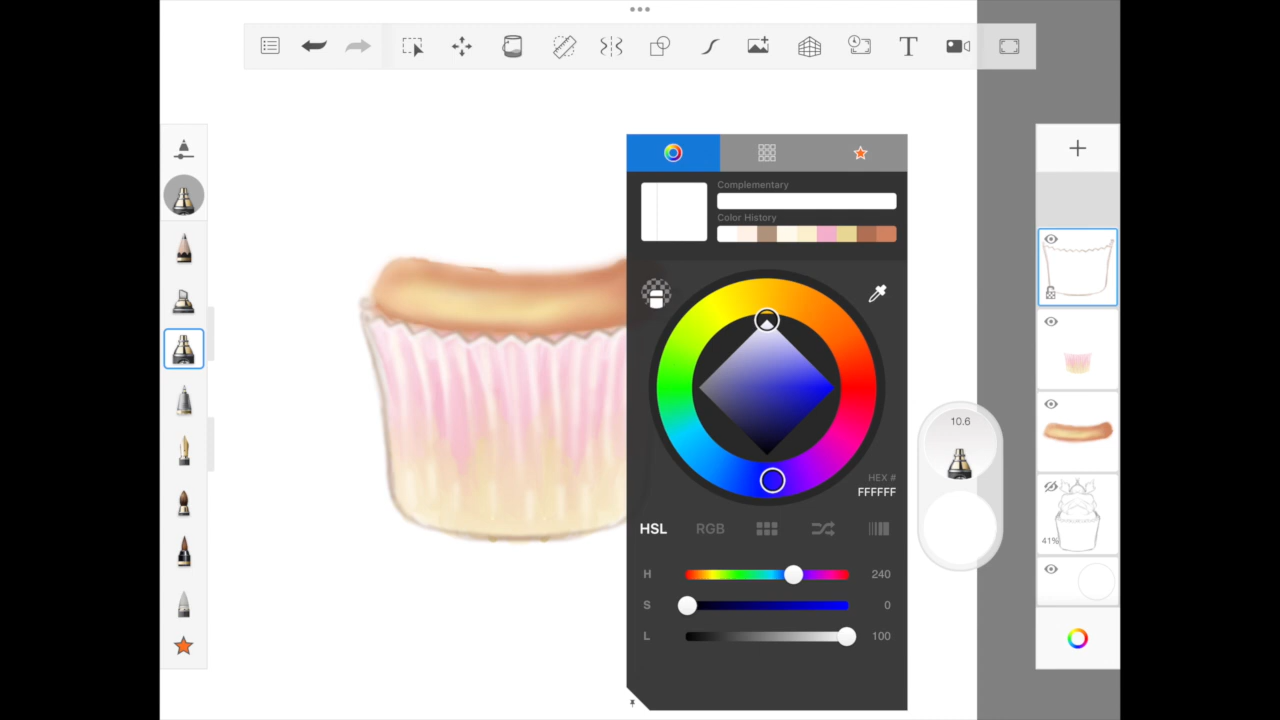 T
Complementary
Color History
10.6
HEX #
FFFFFF
HSL RGB
H 240
S 0
L 100
41%